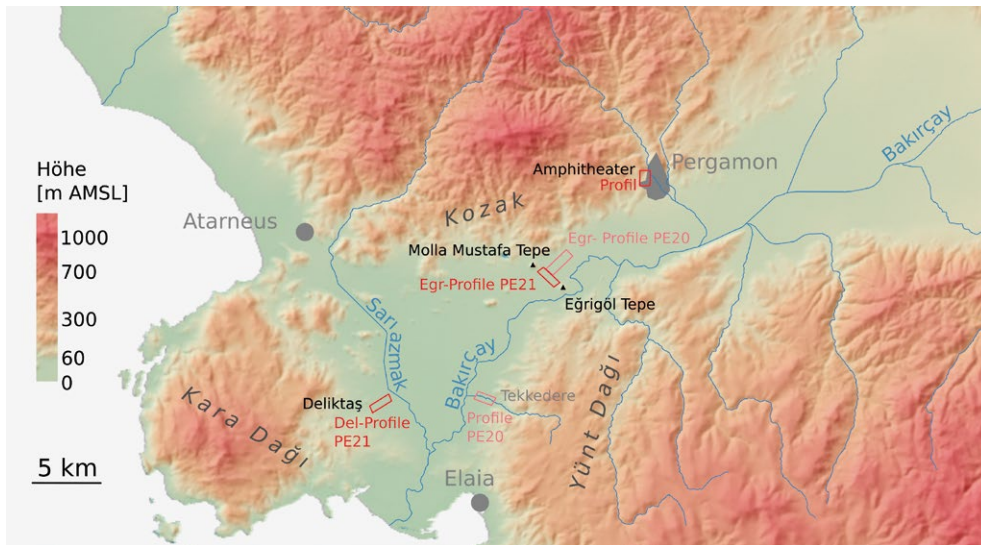 Höhe
[m AMSL]
1000
700
300
60
0
5 km
Atarneus
Amphitheater
Profil
Pergamon
Bakırçay
Kozak
Egr- Profile PE20
Molla Mustafa Tepe
Egr-Profile PE21
Eğrigöl Tepe
Sarı azmak
Bakırçay
Deliktaş
Del-Profile
PE21
Tekkedere
Profile
PE20
Kara Dağı
Yünt Dağı
Elaia